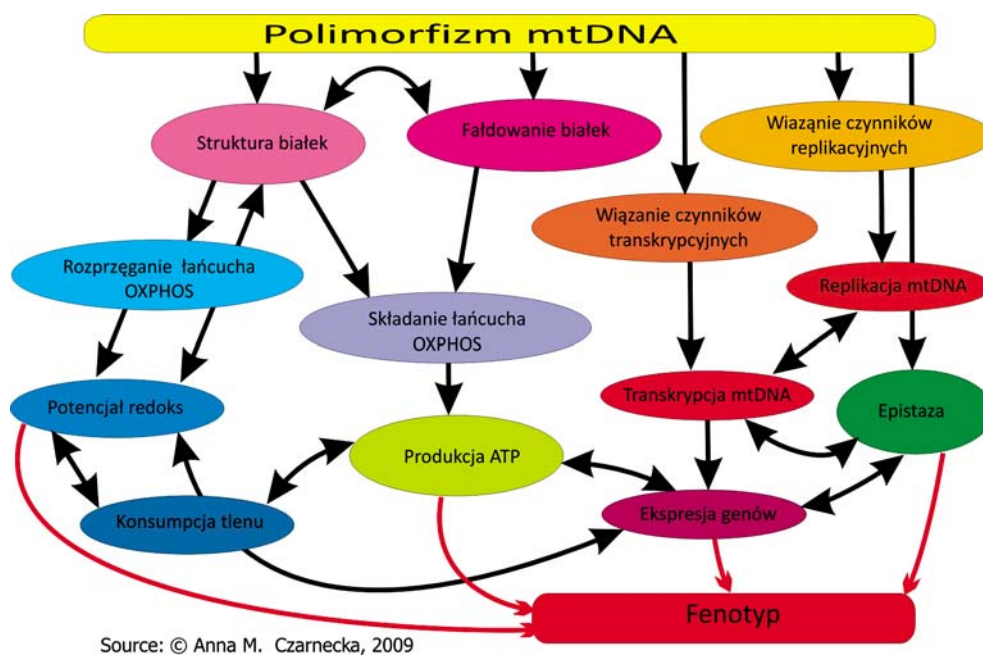 Polimorfizm mtDNA
Struktura białek
Fałdowanie białek
Wiaząnie czynników
replikacyjnych
Wiązanie czynników
transkrypcyjnych
Rozprzęganie łańcucha
OXPHOS
Replikacja mtDNA
Składanie łańcucha
OXPHOS
Potencjał redoks
Transkrypcja mtDNA
Epistaza
Produkcja ATP
Konsumpcja tlenu
Ekspresja genów
Fenotyp
Source: © Anna M. Czarnecka, 2009